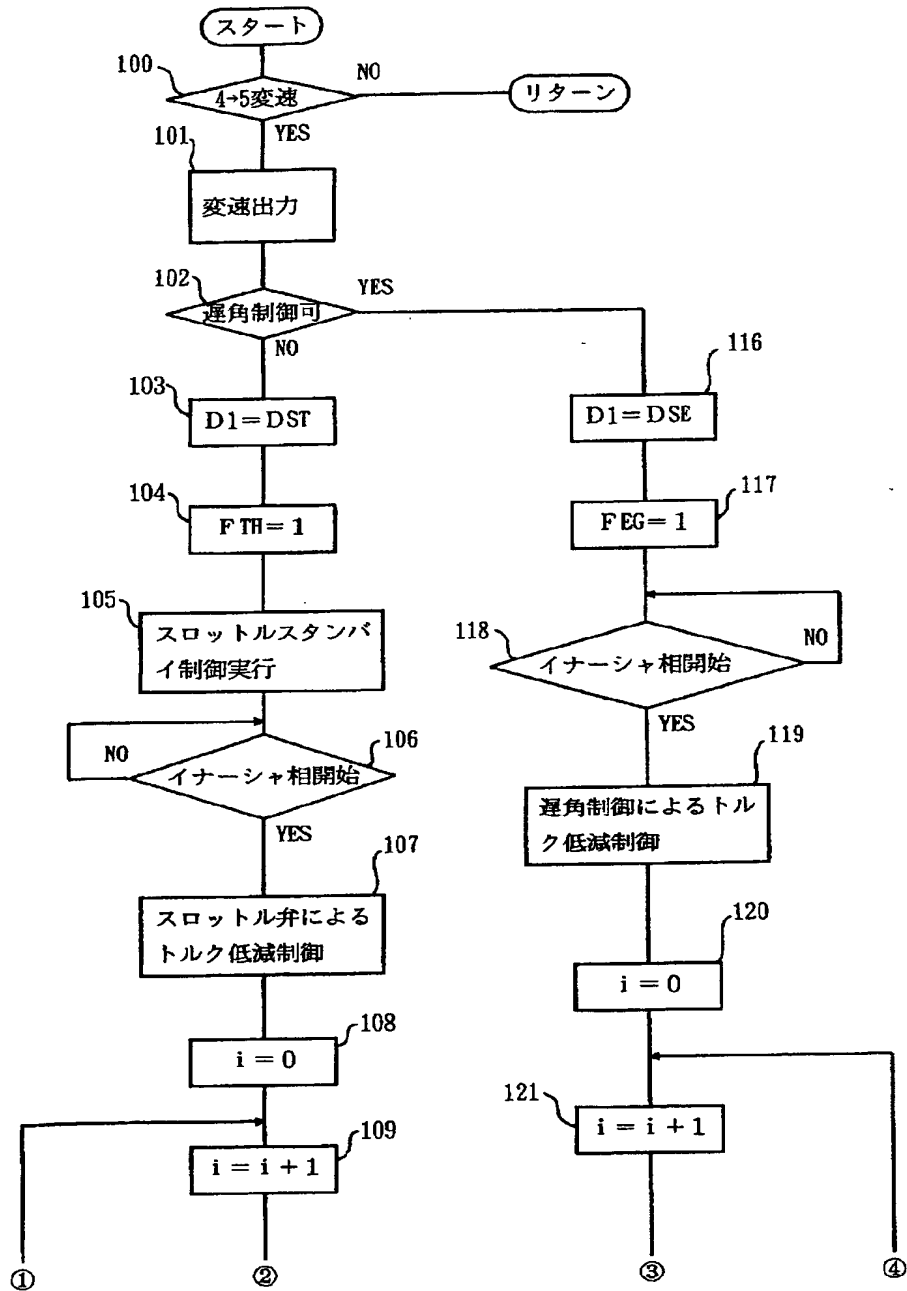 スタート
100
4→5変速
NO
リターン
YES
101
変速出力
102
遅角制御可
YES
NO
103
D1=DST
104
FTH=1
105
スロットルスタンバ
イ制御実行
NO
106
イナーシャ相開始
YES
107
スロットル弁による
トルク低減制御
108
i=0
109
i=i+1
①
②
116
D1=DSE
117
FEG=1
118
イナーシャ相開始
NO
YES
119
遅角制御によるトル
ク低減制御
120
i=0
121
i=i+1
③
④